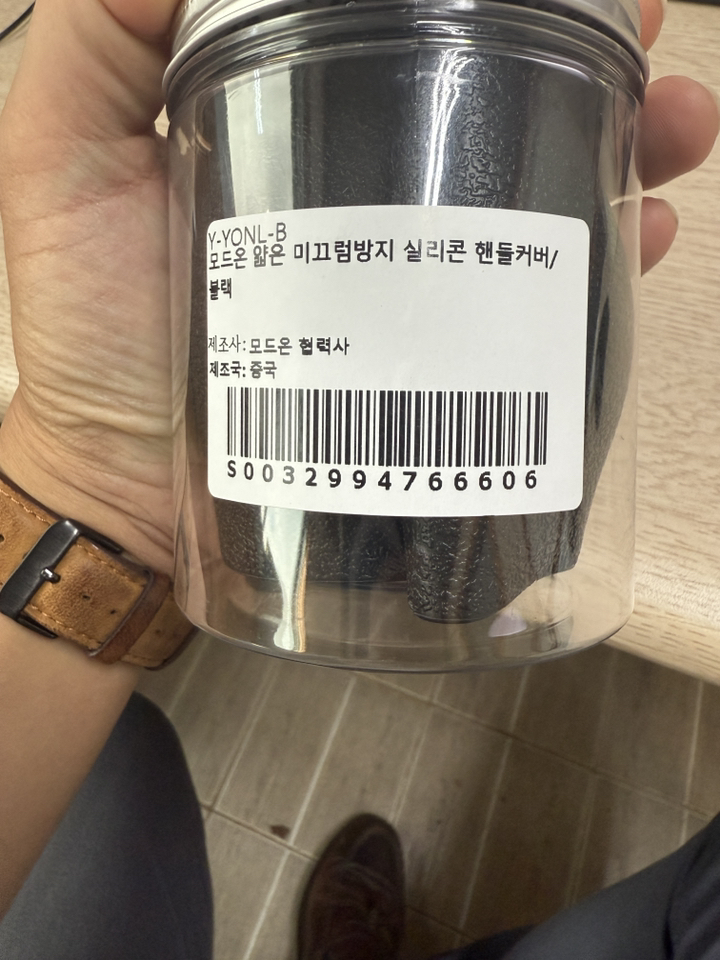 Y-YONL-B
모드온 얇은 미끄럼방지 실리콘 핸들커버/
블랙
제조사: 모드온 협력사
제조국: 중국
S0032994766606